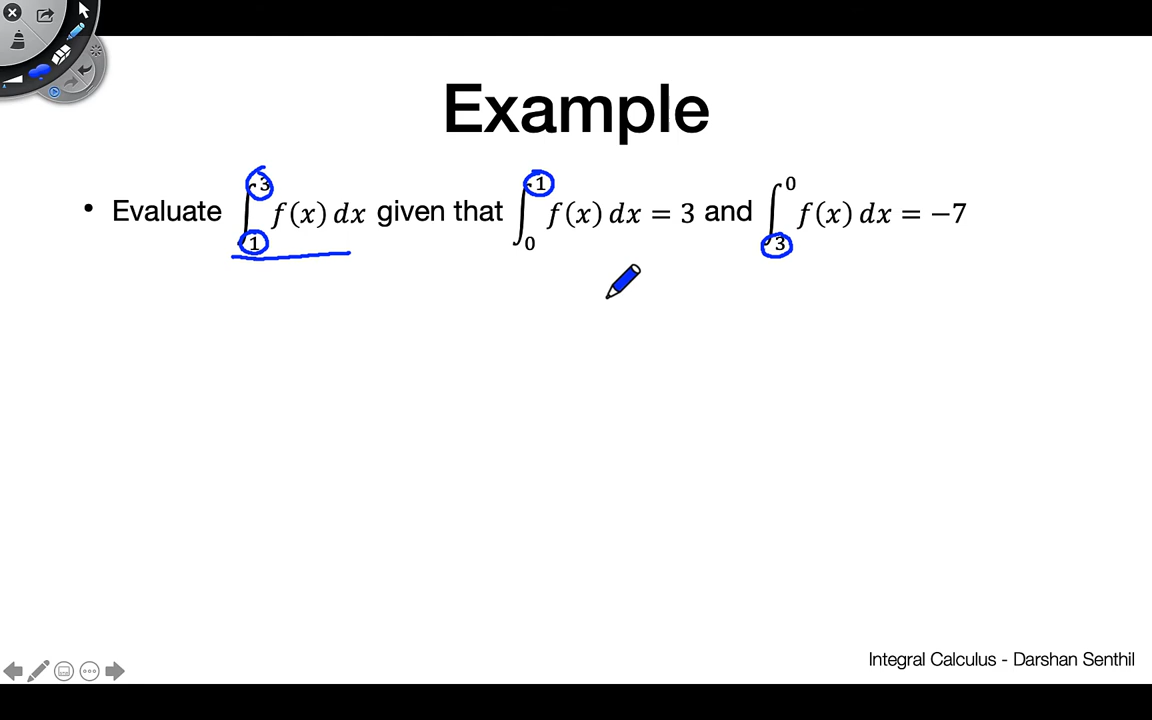 Example
• Evaluate ∫₁³ f(x) dx given that ∫₀¹ f(x) dx = 3 and ∫₃⁰ f(x) dx = −7
Integral Calculus - Darshan Senthil